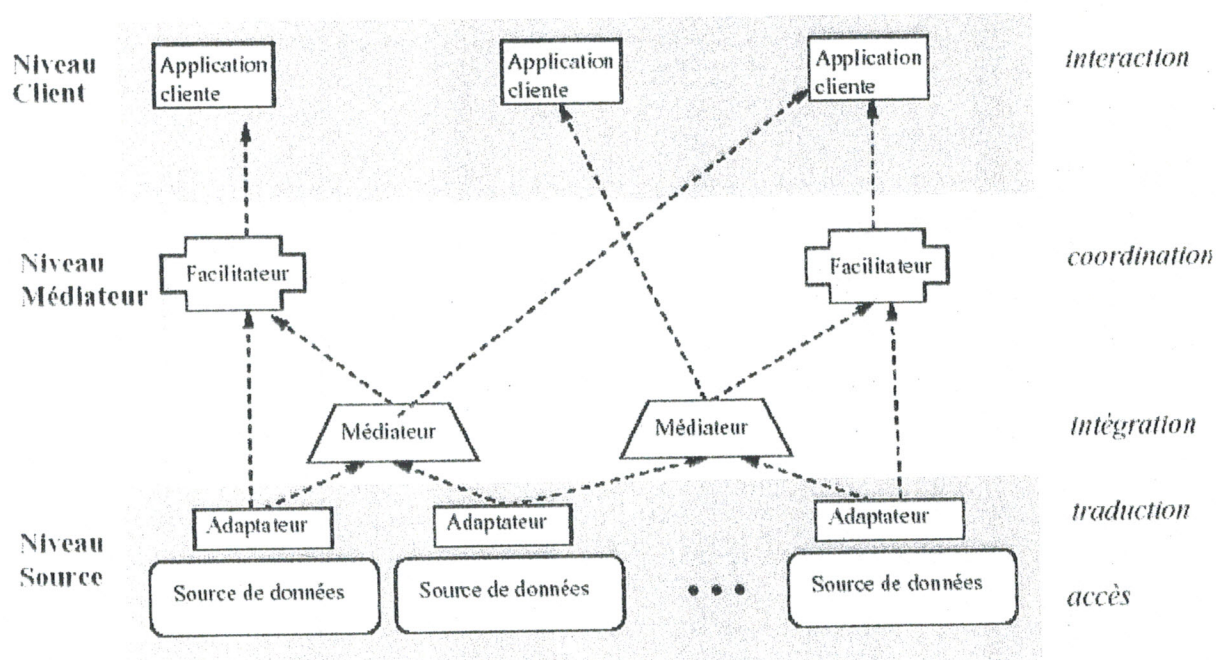 Niveau
Client
Application
cliente
Application
cliente
Application
cliente
interaction
Niveau
Médiateur
Facilitateur
Facilitateur
coordination
Médiateur
Médiateur
intégration
Adaptateur
Adaptateur
Adaptateur
traduction
Niveau
Source
Source de données
Source de données
Source de données
accès